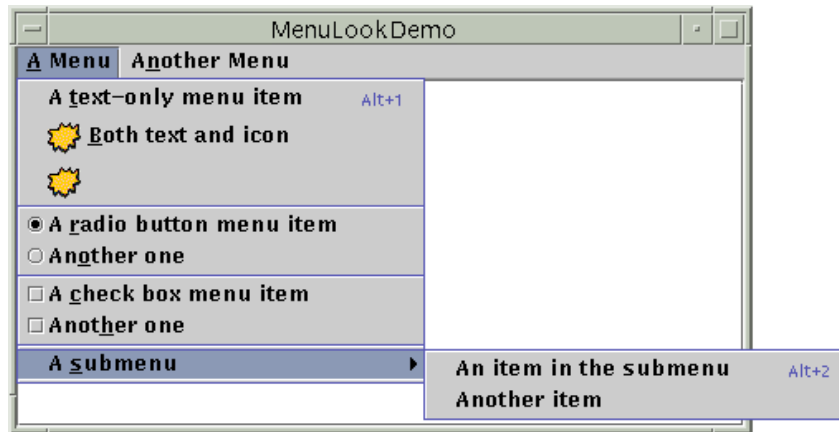 MenuLookDemo
A Menu Another Menu
A text-only menu item Alt+1
Both text and icon
A radio button menu item
Another one
A check box menu item
Another one
A submenu
An item in the submenu Alt+2
Another item